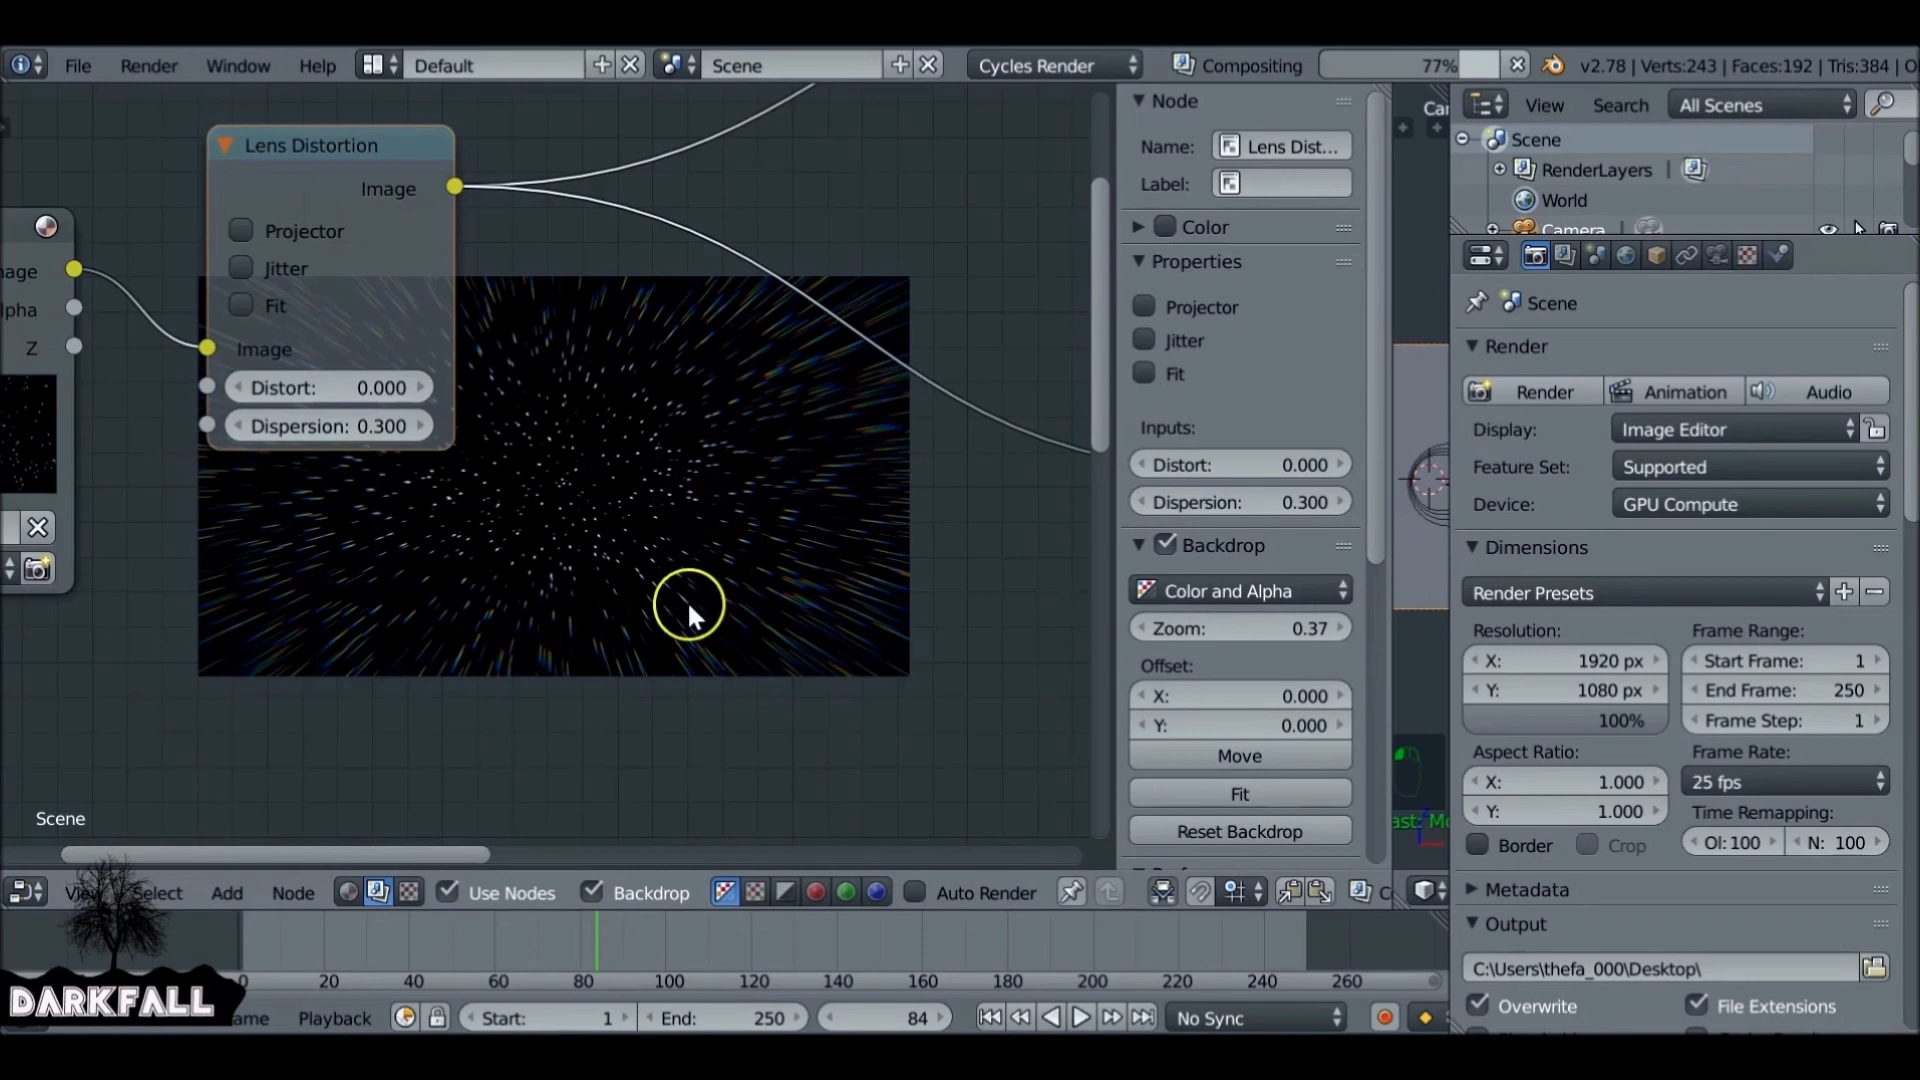 File Render Window Help Default Scene Cycles Render Compositing 77% v2.78 | Verts:243 | Faces:192 | Tris:384 | O
Lens Distortion
Image
Projector
Jitter
Fit
Image
Distort: 0.000
Dispersion: 0.300
mage
lpha
Z
Scene
Node
Name: Lens Dist...
Label:
Color
Properties
Projector
Jitter
Fit
Inputs:
Distort: 0.000
Dispersion: 0.300
Backdrop
Color and Alpha
Zoom: 0.37
Offset:
X: 0.000
Y: 0.000
Move
Fit
Reset Backdrop
View Select Add Node Use Nodes Backdrop Auto Render C
0 20 40 60 80 100 120 140 160 180 200 220 240 260
ame Playback Start: 1 End: 250 84 No Sync
DARKFALL
Car
ast: Mo
View Search All Scenes
Scene
RenderLayers |
World
Camera
Scene
Render
Render Animation Audio
Display: Image Editor
Feature Set: Supported
Device: GPU Compute
Dimensions
Render Presets
Resolution: Frame Range:
X: 1920 px Start Frame: 1
Y: 1080 px End Frame: 250
100% Frame Step: 1
Aspect Ratio: Frame Rate:
X: 1.000 25 fps
Y: 1.000 Time Remapping:
Border Crop Ol: 100 N: 100
Metadata
Output
C:\Users\thefa_000\Desktop\
Overwrite File Extensions